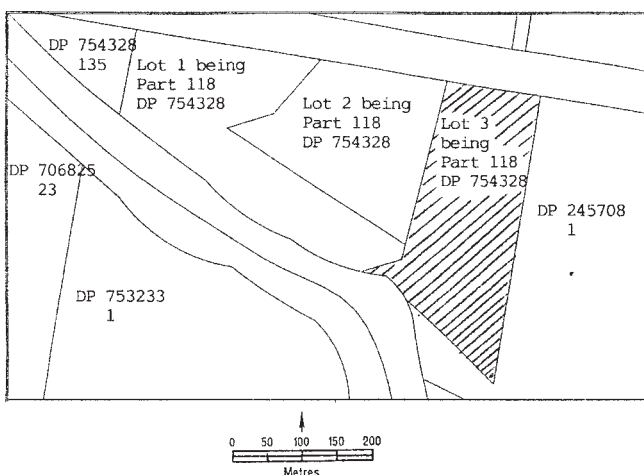 DP 754328
135
Lot 1 being
Part 118
DP 754328
Lot 2 being
Part 118
DP 754328
Lot 3
being
Part 118
DP 754328
DP 706825
23
DP 245708
1
DP 753233
1
0 50 100 150 200
Metres